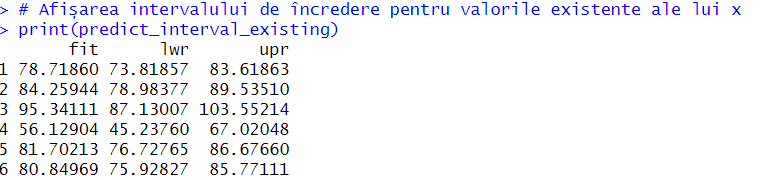 > # Afișarea intervalului de încredere pentru valorile existente ale lui x
> print(predict_interval_existing)
       fit      lwr       upr
1 78.71860 73.81857  83.61863
2 84.25944 78.98377  89.53510
3 95.34111 87.13007 103.55214
4 56.12904 45.23760  67.02048
5 81.70213 76.72765  86.67660
6 80.84969 75.92827  85.77111